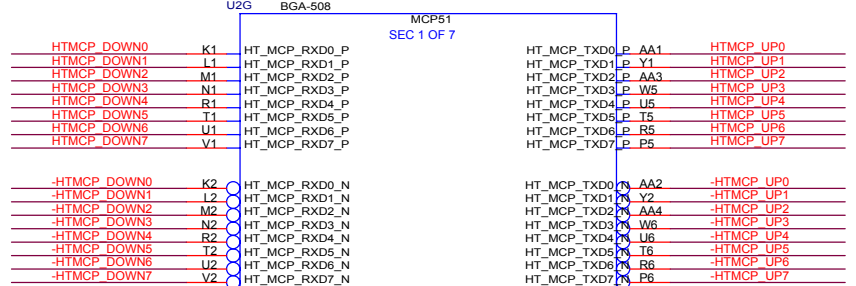 U2G BGA-508
MCP51
SEC 1 OF 7
HTMCP_DOWN0 K1 HT_MCP_RXD0_P HT_MCP_TXD0_P AA1 HTMCP_UP0
HTMCP_DOWN1 L1 HT_MCP_RXD1_P HT_MCP_TXD1_P Y1 HTMCP_UP1
HTMCP_DOWN2 M1 HT_MCP_RXD2_P HT_MCP_TXD2_P AA3 HTMCP_UP2
HTMCP_DOWN3 N1 HT_MCP_RXD3_P HT_MCP_TXD3_P W5 HTMCP_UP3
HTMCP_DOWN4 R1 HT_MCP_RXD4_P HT_MCP_TXD4_P U5 HTMCP_UP4
HTMCP_DOWN5 T1 HT_MCP_RXD5_P HT_MCP_TXD5_P T5 HTMCP_UP5
HTMCP_DOWN6 U1 HT_MCP_RXD6_P HT_MCP_TXD6_P R5 HTMCP_UP6
HTMCP_DOWN7 V1 HT_MCP_RXD7_P HT_MCP_TXD7_P P5 HTMCP_UP7
-HTMCP_DOWN0 K2 HT_MCP_RXD0_N HT_MCP_TXD0_N AA2 -HTMCP_UP0
-HTMCP_DOWN1 L2 HT_MCP_RXD1_N HT_MCP_TXD1_N Y2 -HTMCP_UP1
-HTMCP_DOWN2 M2 HT_MCP_RXD2_N HT_MCP_TXD2_N AA4 -HTMCP_UP2
-HTMCP_DOWN3 N2 HT_MCP_RXD3_N HT_MCP_TXD3_N W6 -HTMCP_UP3
-HTMCP_DOWN4 R2 HT_MCP_RXD4_N HT_MCP_TXD4_N U6 -HTMCP_UP4
-HTMCP_DOWN5 T2 HT_MCP_RXD5_N HT_MCP_TXD5_N T6 -HTMCP_UP5
-HTMCP_DOWN6 U2 HT_MCP_RXD6_N HT_MCP_TXD6_N R6 -HTMCP_UP6
-HTMCP_DOWN7 V2 HT_MCP_RXD7_N HT_MCP_TXD7_N P6 -HTMCP_UP7